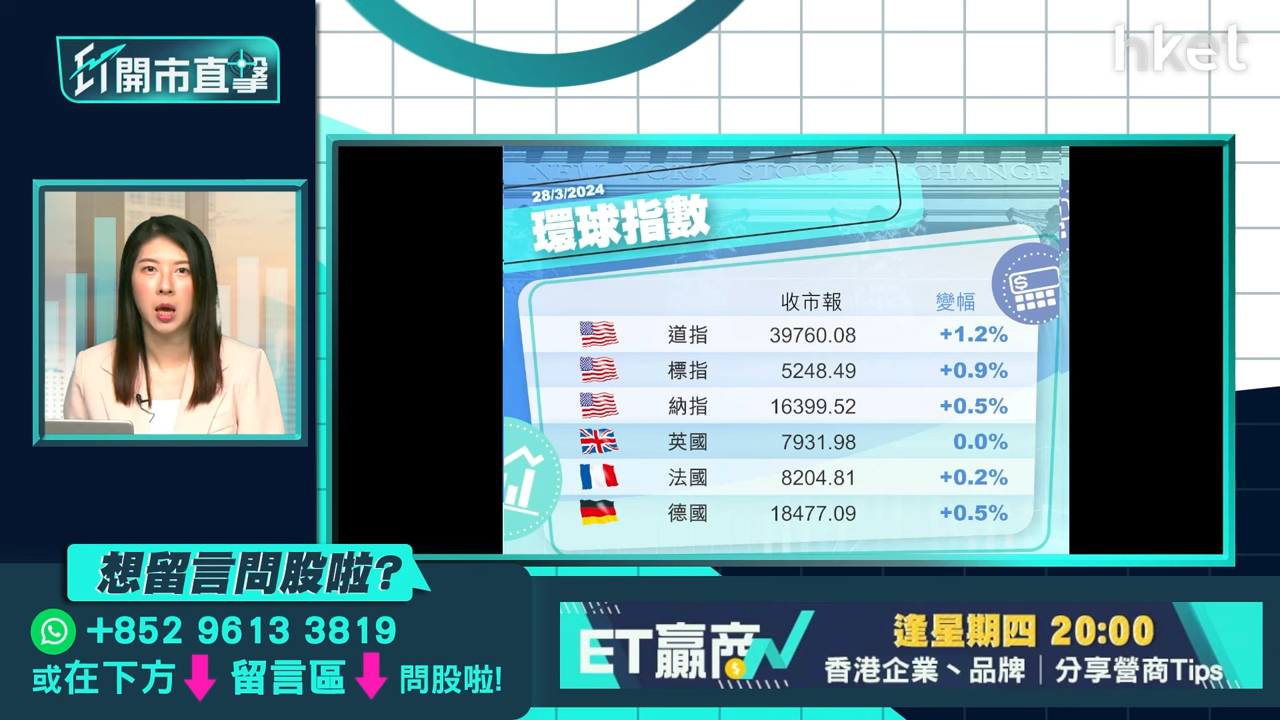 ET開市直擊
hket
NEW YORK STOCK EXCHANGE
28/3/2024
環球指數
收市報 變幅
道指 39760.08 +1.2%
標指 5248.49 +0.9%
納指 16399.52 +0.5%
英國 7931.98 0.0%
法國 8204.81 +0.2%
德國 18477.09 +0.5%
想留言問股啦?
+852 9613 3819
或在下方 留言區 問股啦!
ET贏商
逢星期四 20:00
香港企業、品牌｜分享營商Tips